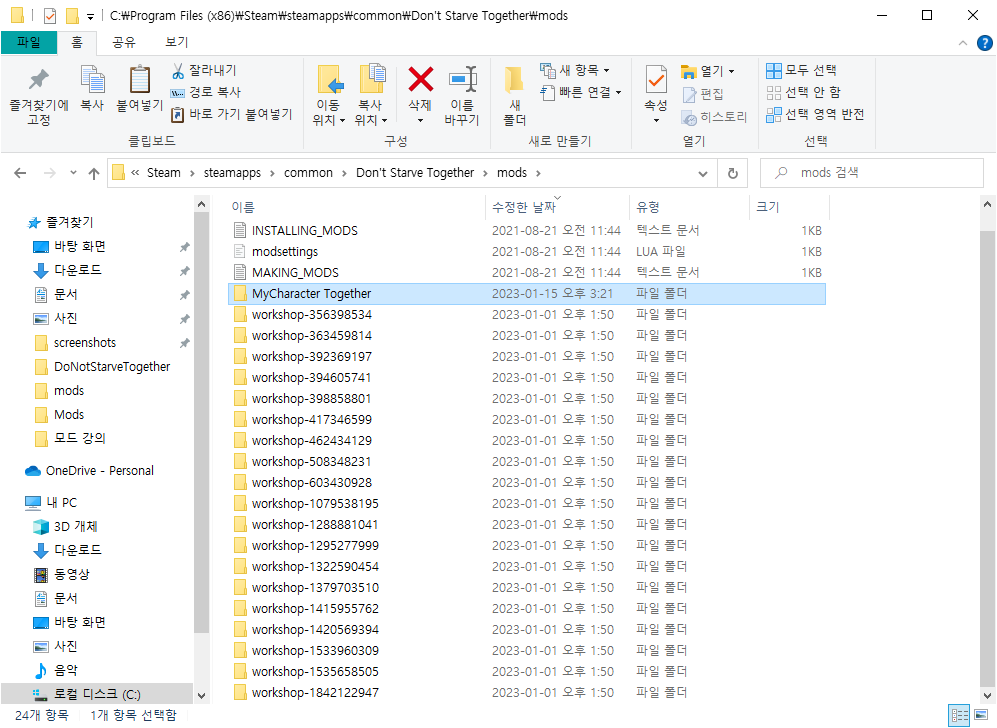 C:₩Program Files (x86)₩Steam₩steamapps₩common₩Don't Starve Together₩mods
파일 홈 공유 보기
즐겨찾기에 고정
복사
붙여넣기
잘라내기
경로 복사
바로 가기 붙여넣기
클립보드
이동 위치
복사 위치
삭제
이름 바꾸기
구성
새 폴더
새 항목
빠른 연결
새로 만들기
속성
열기
편집
히스토리
열기
모두 선택
선택 안 함
선택 영역 반전
선택
« Steam > steamapps > common > Don't Starve Together > mods >
mods 검색
즐겨찾기
바탕 화면
다운로드
문서
사진
screenshots
DoNotStarveTogether
mods
Mods
모드 강의
OneDrive - Personal
내 PC
3D 개체
다운로드
동영상
문서
바탕 화면
사진
음악
로컬 디스크 (C:)
이름 수정한 날짜 유형 크기
INSTALLING_MODS 2021-08-21 오전 11:44 텍스트 문서 1KB
modsettings 2021-08-21 오전 11:44 LUA 파일 1KB
MAKING_MODS 2021-08-21 오전 11:44 텍스트 문서 1KB
MyCharacter Together 2023-01-15 오후 3:21 파일 폴더
workshop-356398534 2023-01-01 오후 1:50 파일 폴더
workshop-363459814 2023-01-01 오후 1:50 파일 폴더
workshop-392369197 2023-01-01 오후 1:50 파일 폴더
workshop-394605741 2023-01-01 오후 1:50 파일 폴더
workshop-398858801 2023-01-01 오후 1:50 파일 폴더
workshop-417346599 2023-01-01 오후 1:50 파일 폴더
workshop-462434129 2023-01-01 오후 1:50 파일 폴더
workshop-508348231 2023-01-01 오후 1:50 파일 폴더
workshop-603430928 2023-01-01 오후 1:50 파일 폴더
workshop-1079538195 2023-01-01 오후 1:50 파일 폴더
workshop-1288881041 2023-01-01 오후 1:50 파일 폴더
workshop-1295277999 2023-01-01 오후 1:50 파일 폴더
workshop-1322590454 2023-01-01 오후 1:50 파일 폴더
workshop-1379703510 2023-01-01 오후 1:50 파일 폴더
workshop-1415955762 2023-01-01 오후 1:50 파일 폴더
workshop-1420569394 2023-01-01 오후 1:50 파일 폴더
workshop-1533960309 2023-01-01 오후 1:50 파일 폴더
workshop-1535658505 2023-01-01 오후 1:50 파일 폴더
workshop-1842122947 2023-01-01 오후 1:50 파일 폴더
24개 항목 1개 항목 선택함